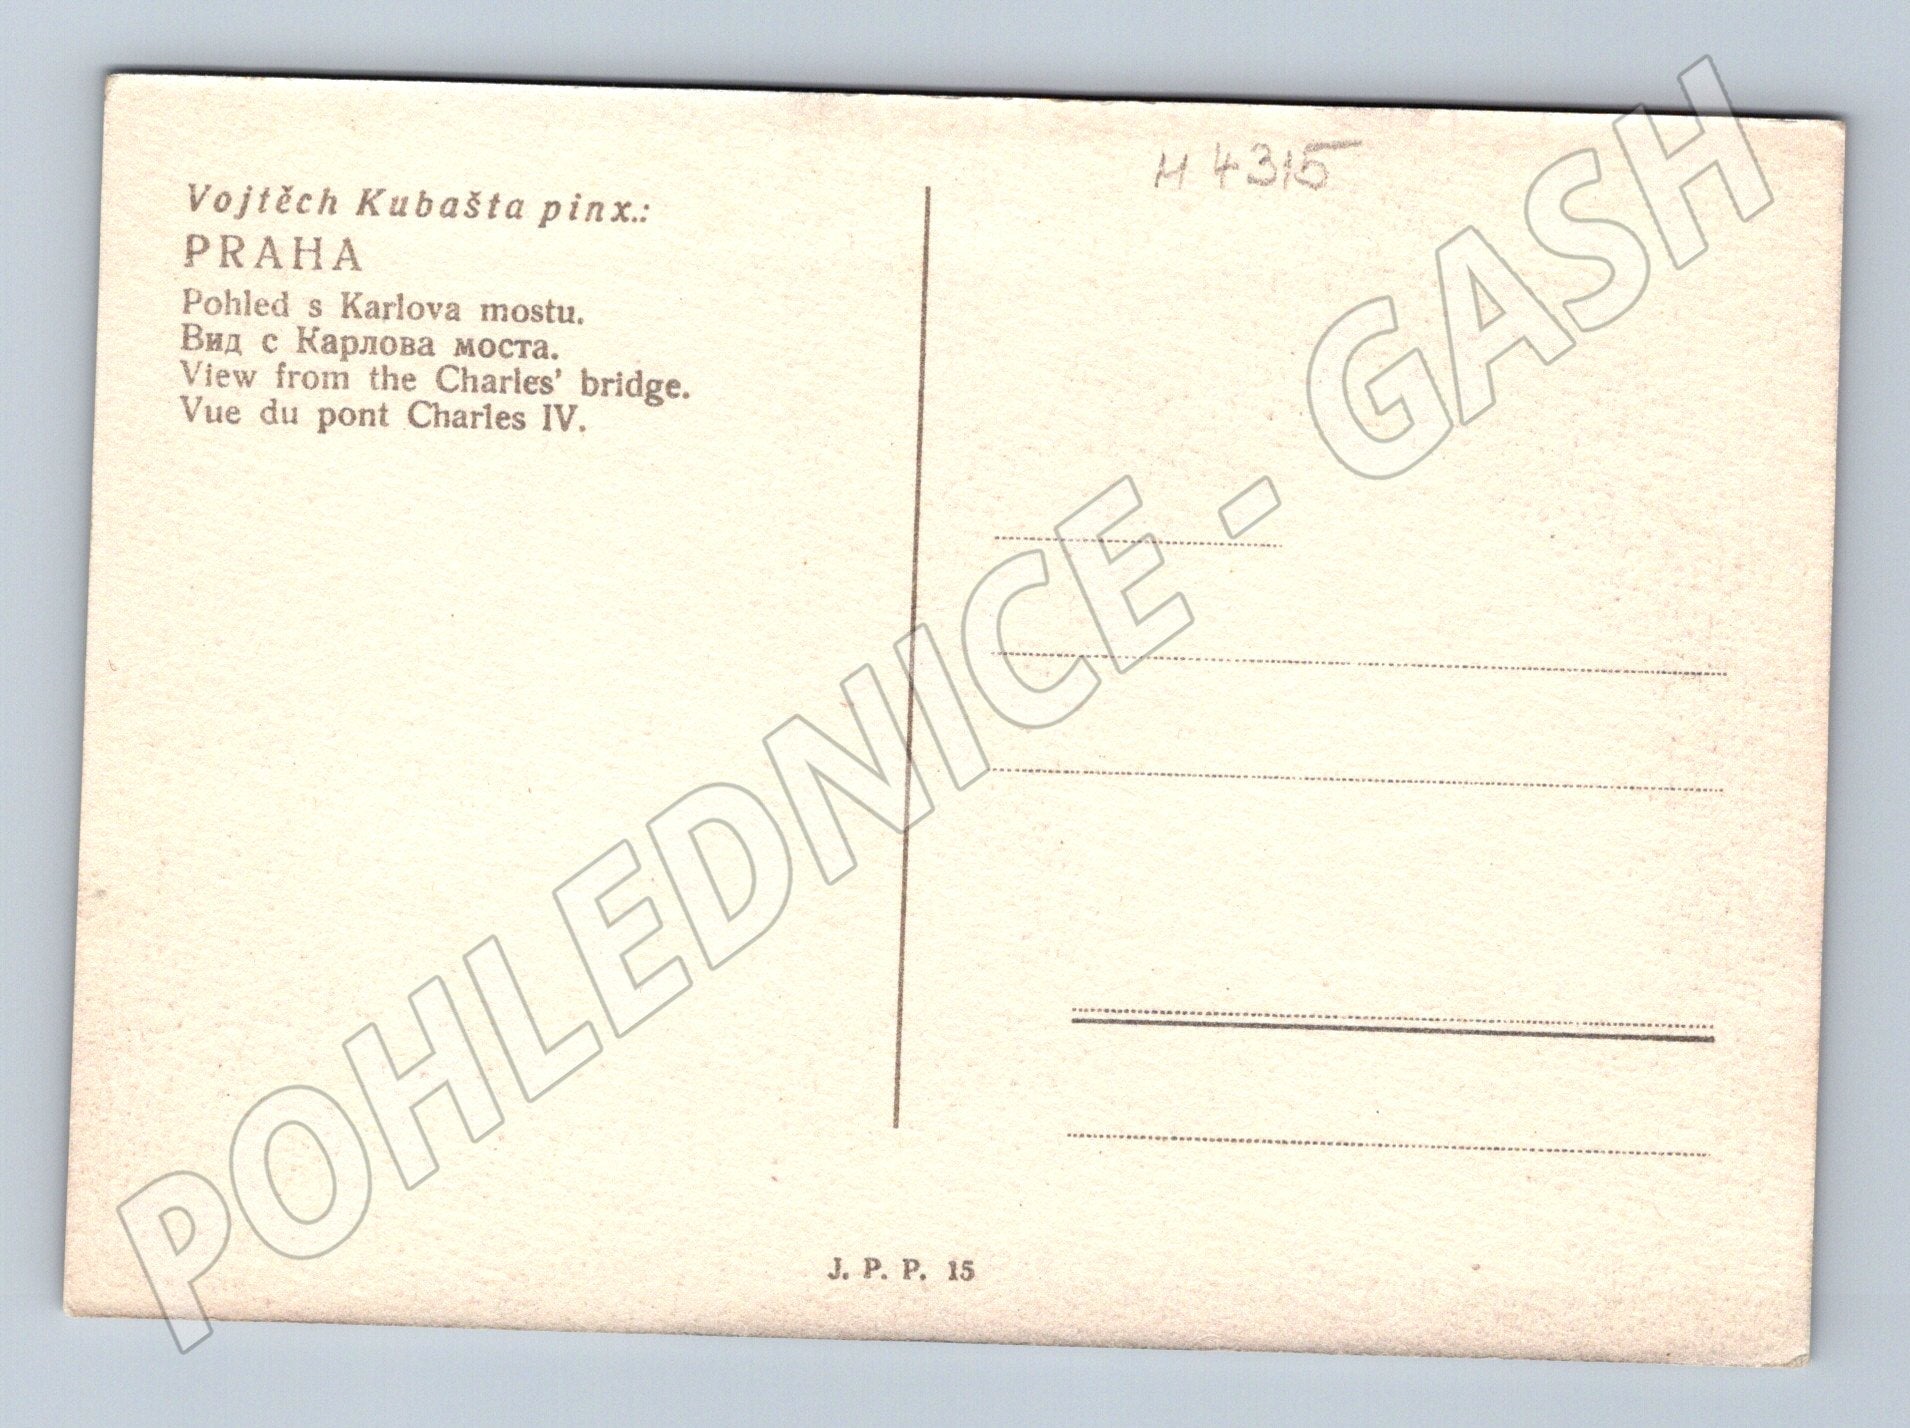 H 4315
Vojtěch Kubašta pinx.:
PRAHA
Pohled s Karlova mostu.
Вид с Карлова моста.
View from the Charles' bridge.
Vue du pont Charles IV.
POHLEDNICE - GASH
J. P. P. 15